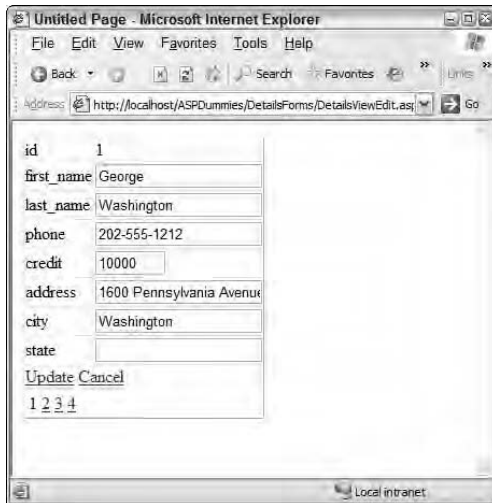 Untitled Page - Microsoft Internet Explorer
File Edit View Favorites Tools Help
Back Search Favorites »
Address http://localhost/ASPDummies/DetailsForms/DetailsViewEdit.asp Go
id 1
first_name George
last_name Washington
phone 202-555-1212
credit 10000
address 1600 Pennsylvania Avenue
city Washington
state
Update Cancel
1 2 3 4
Local intranet